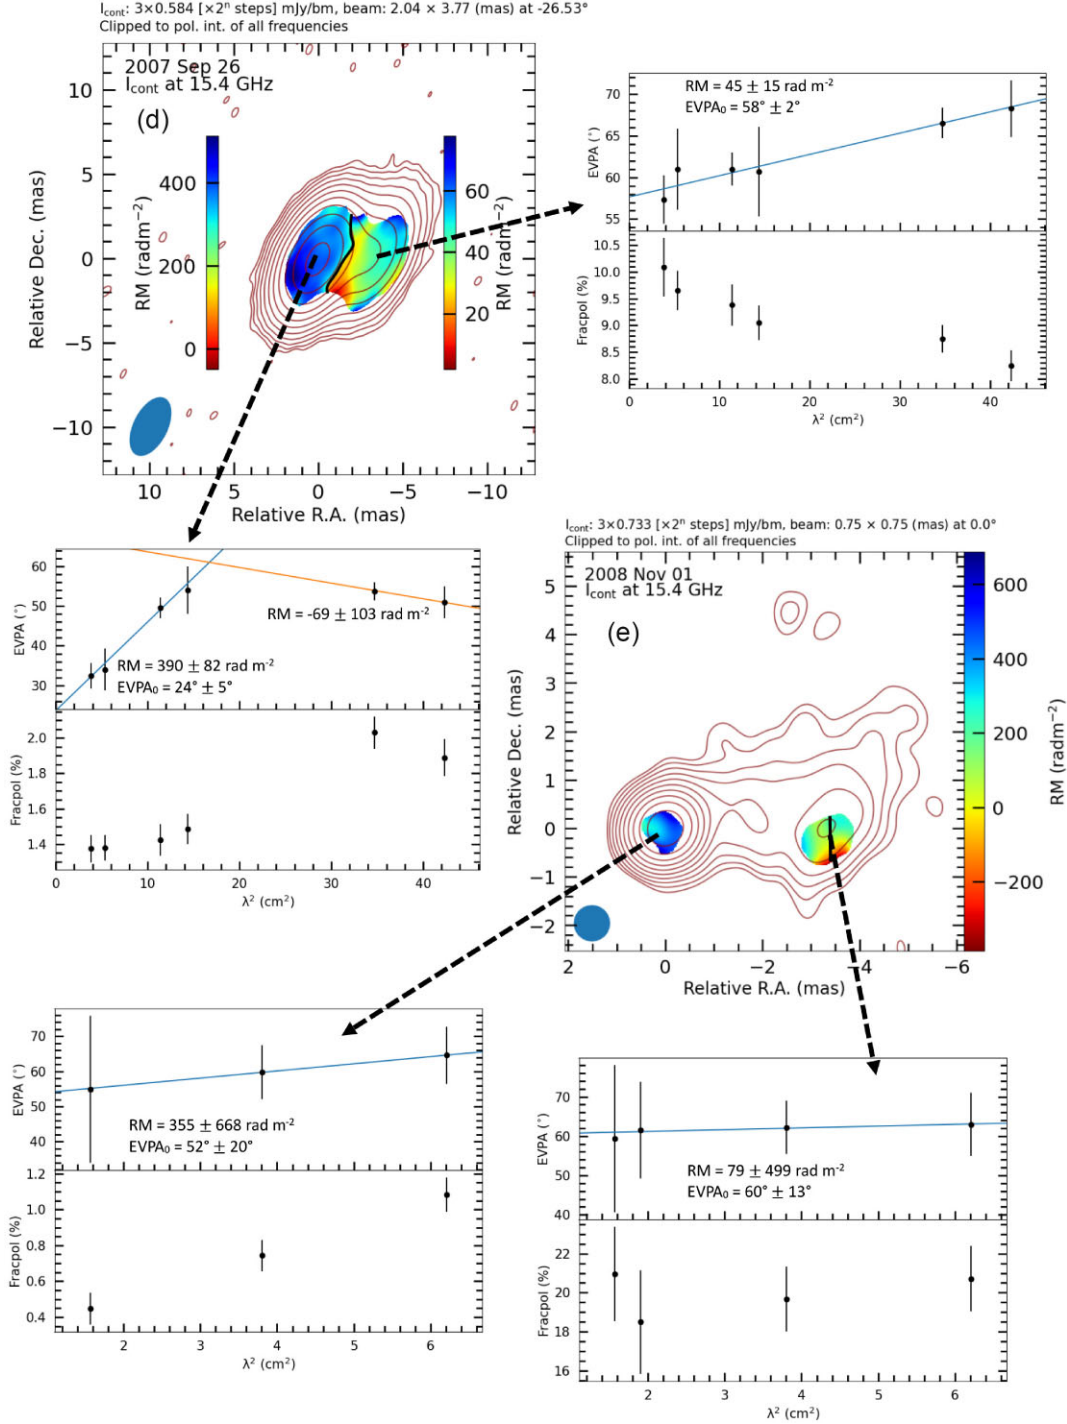 I_cont: 3×0.584 [×2ⁿ steps] mJy/bm, beam: 2.04 × 3.77 (mas) at -26.53°
Clipped to pol. int. of all frequencies
2007 Sep 26
I_cont at 15.4 GHz
(d)
10
5
0
−5
−10
Relative Dec. (mas)
10
5
0
−5
−10
Relative R.A. (mas)
400
200
0
RM (radm⁻²)
60
40
20
RM (radm⁻²)
RM = 45 ± 15 rad m⁻²
EVPA₀ = 58° ± 2°
70
65
60
55
EVPA (°)
10.5
10.0
9.5
9.0
8.5
8.0
Fracpol (%)
0
10
20
30
40
λ² (cm²)
60
50
40
30
EVPA (°)
RM = -69 ± 103 rad m⁻²
RM = 390 ± 82 rad m⁻²
EVPA₀ = 24° ± 5°
2.0
1.8
1.6
1.4
Fracpol (%)
0
10
20
30
40
λ² (cm²)
I_cont: 3×0.733 [×2ⁿ steps] mJy/bm, beam: 0.75 × 0.75 (mas) at 0.0°
Clipped to pol. int. of all frequencies
2008 Nov 01
I_cont at 15.4 GHz
(e)
5
4
3
2
1
0
−1
−2
Relative Dec. (mas)
2
0
−2
−4
−6
Relative R.A. (mas)
600
400
200
0
−200
RM (radm⁻²)
70
60
50
40
EVPA (°)
RM = 355 ± 668 rad m⁻²
EVPA₀ = 52° ± 20°
1.2
1.0
0.8
0.6
0.4
Fracpol (%)
2
3
4
5
6
λ² (cm²)
70
60
50
40
EVPA (°)
RM = 79 ± 499 rad m⁻²
EVPA₀ = 60° ± 13°
22
20
18
16
Fracpol (%)
2
3
4
5
6
λ² (cm²)